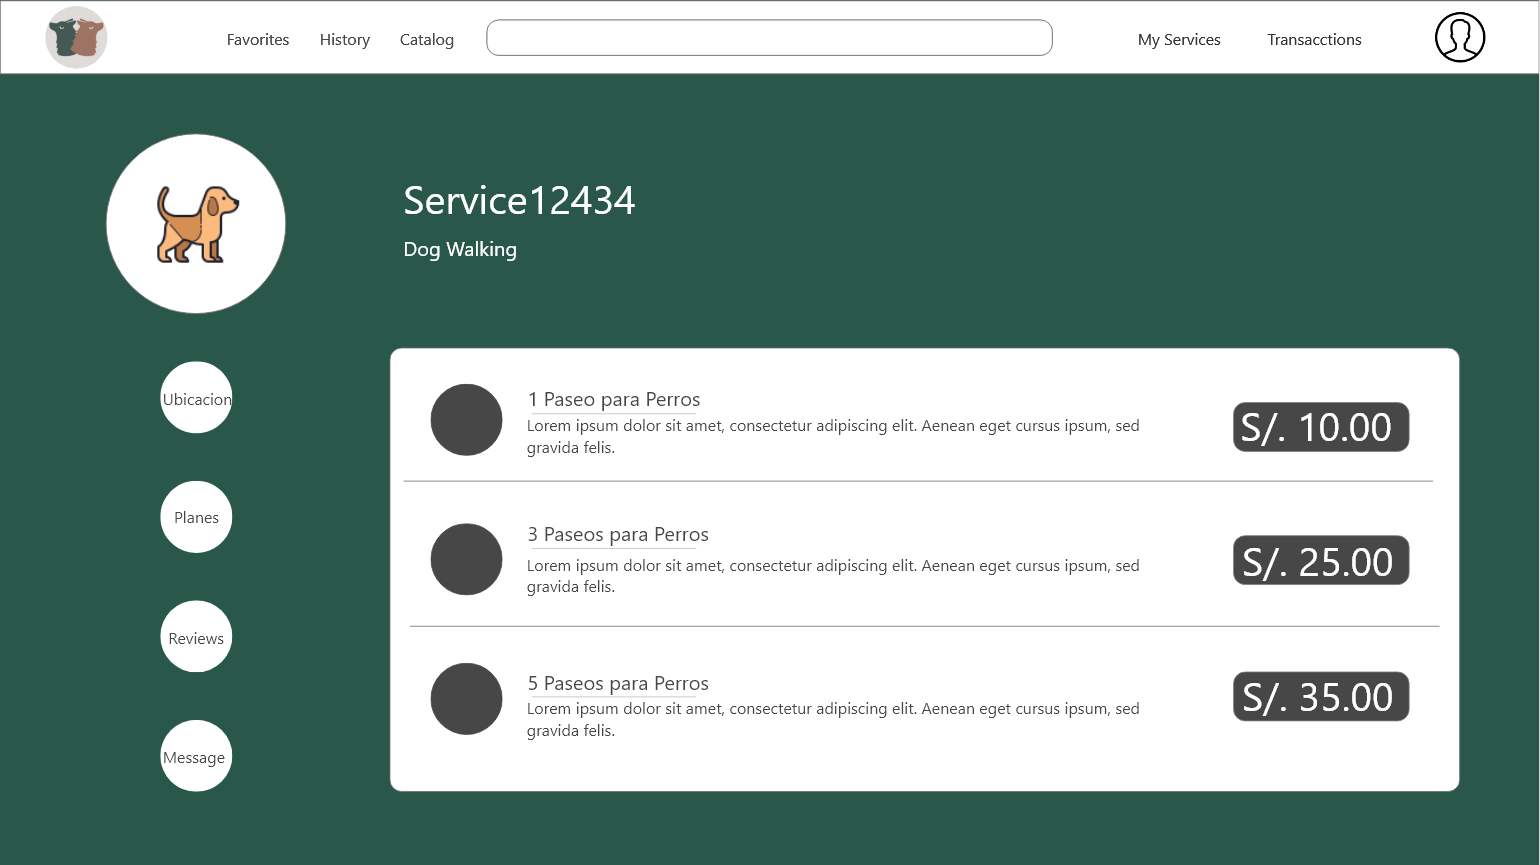 Favorites
History
Catalog
My Services
Transacctions
Service12434
Dog Walking
Ubicacion
Planes
Reviews
Message
1 Paseo para Perros
Lorem ipsum dolor sit amet, consectetur adipiscing elit. Aenean eget cursus ipsum, sed
gravida felis.
S/. 10.00
3 Paseos para Perros
Lorem ipsum dolor sit amet, consectetur adipiscing elit. Aenean eget cursus ipsum, sed
gravida felis.
S/. 25.00
5 Paseos para Perros
Lorem ipsum dolor sit amet, consectetur adipiscing elit. Aenean eget cursus ipsum, sed
gravida felis.
S/. 35.00